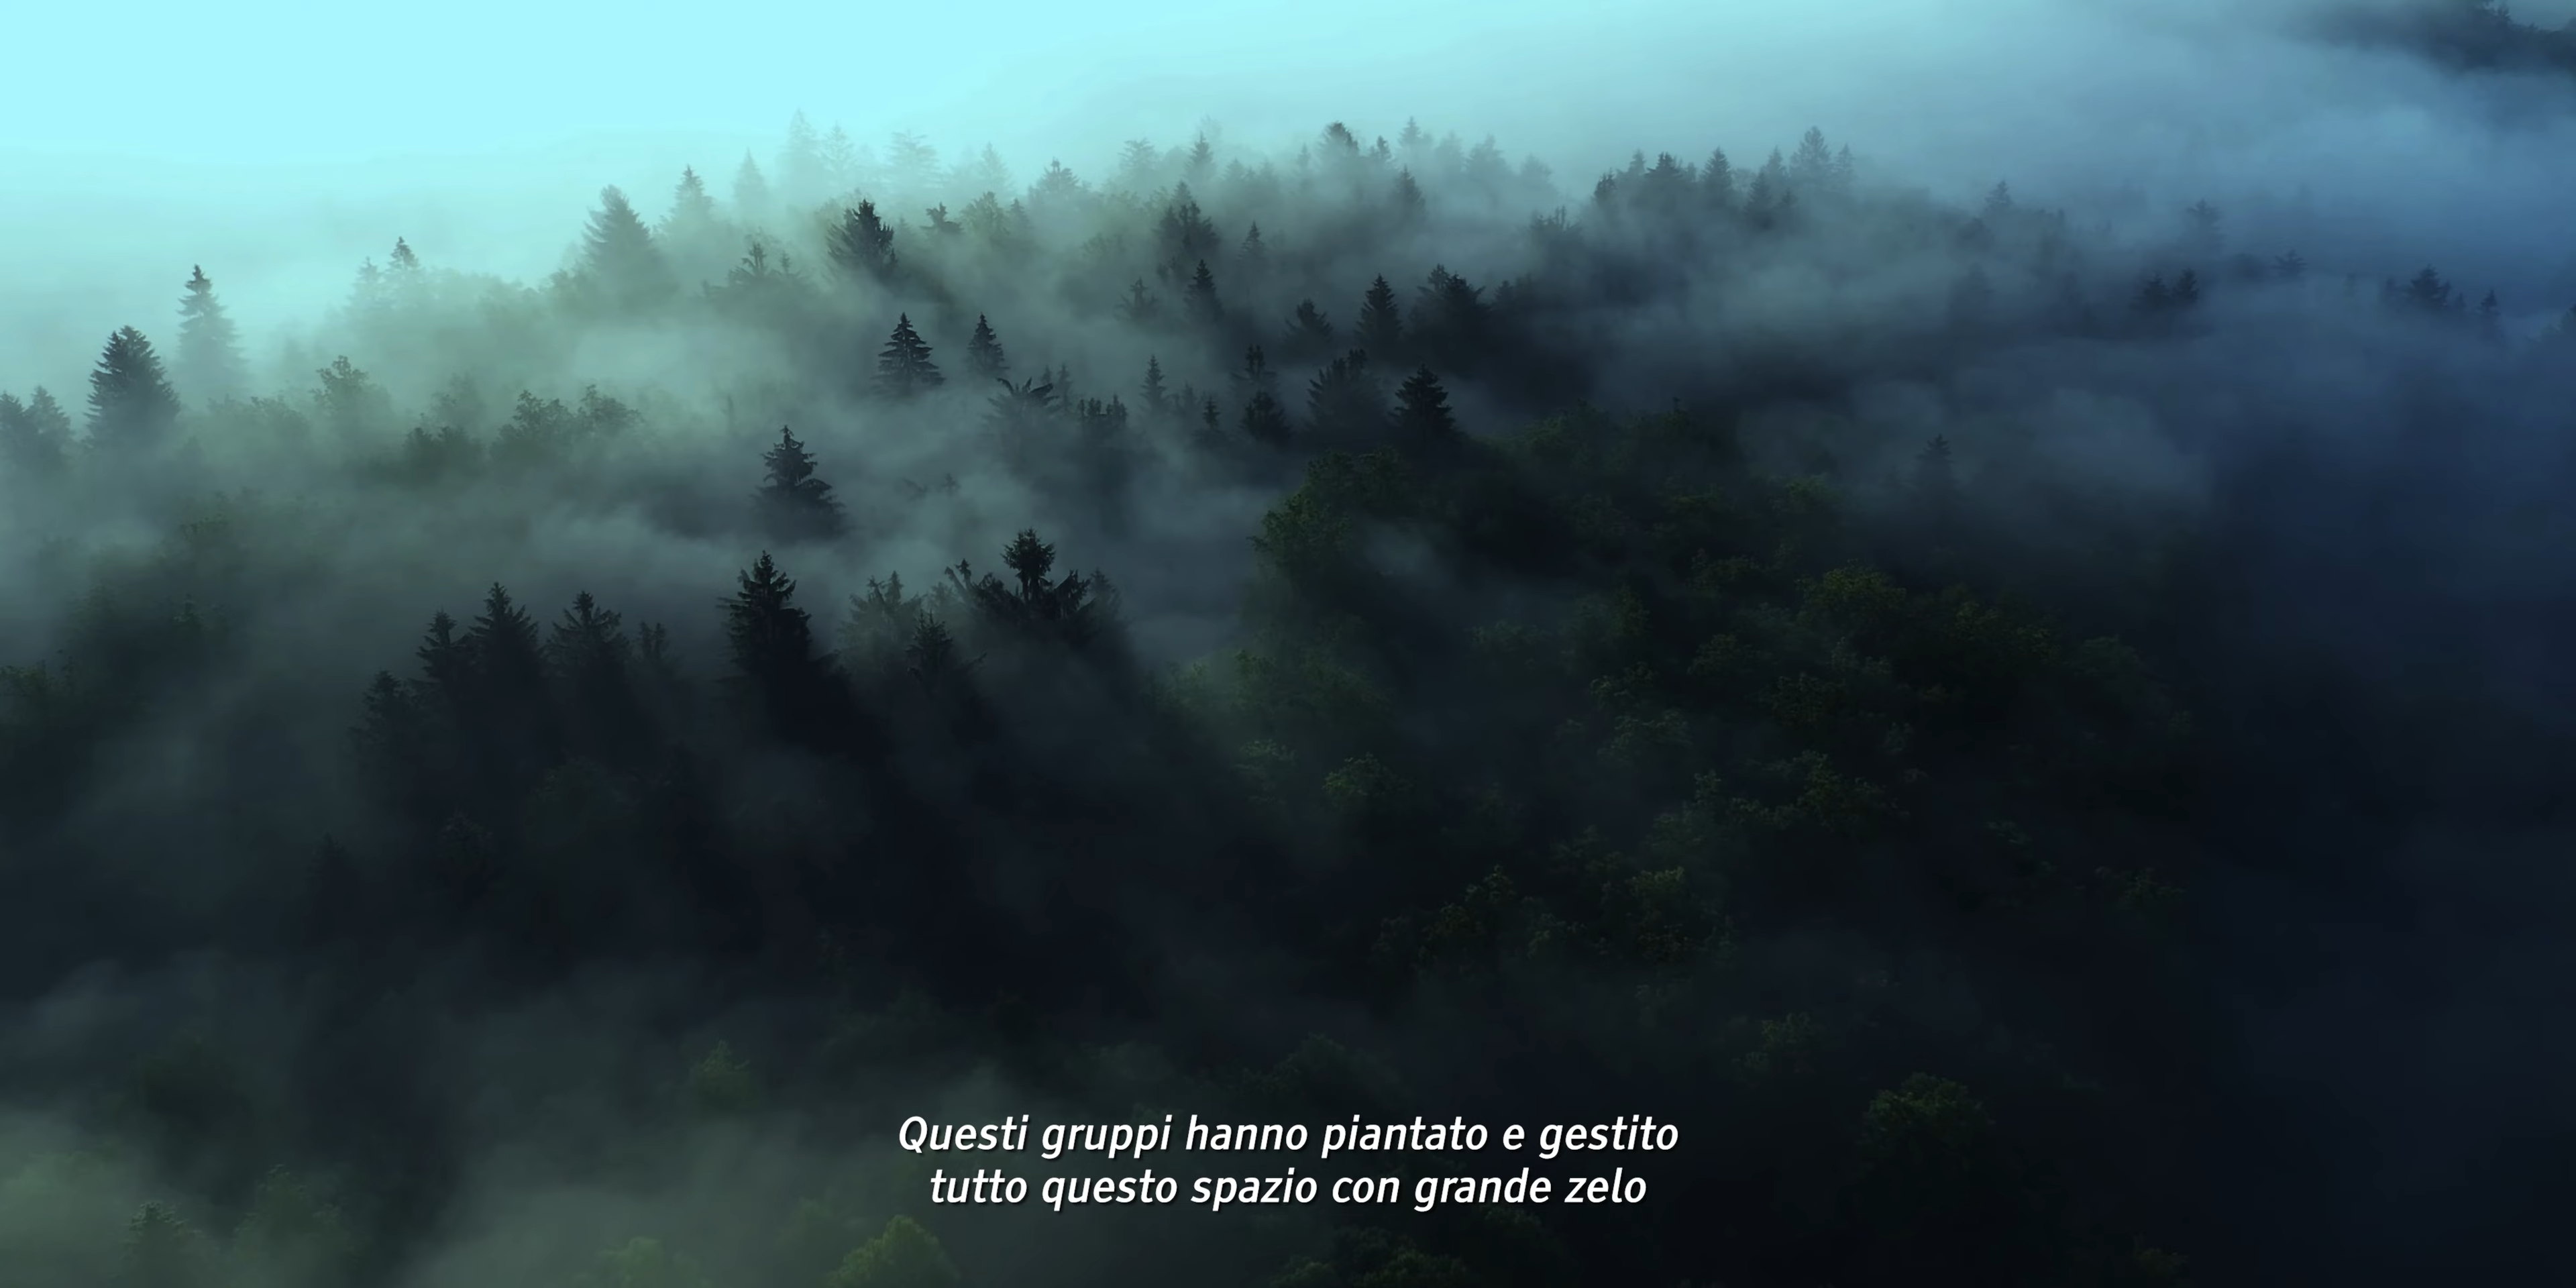 Questi gruppi hanno piantato e gestito
tutto questo spazio con grande zelo